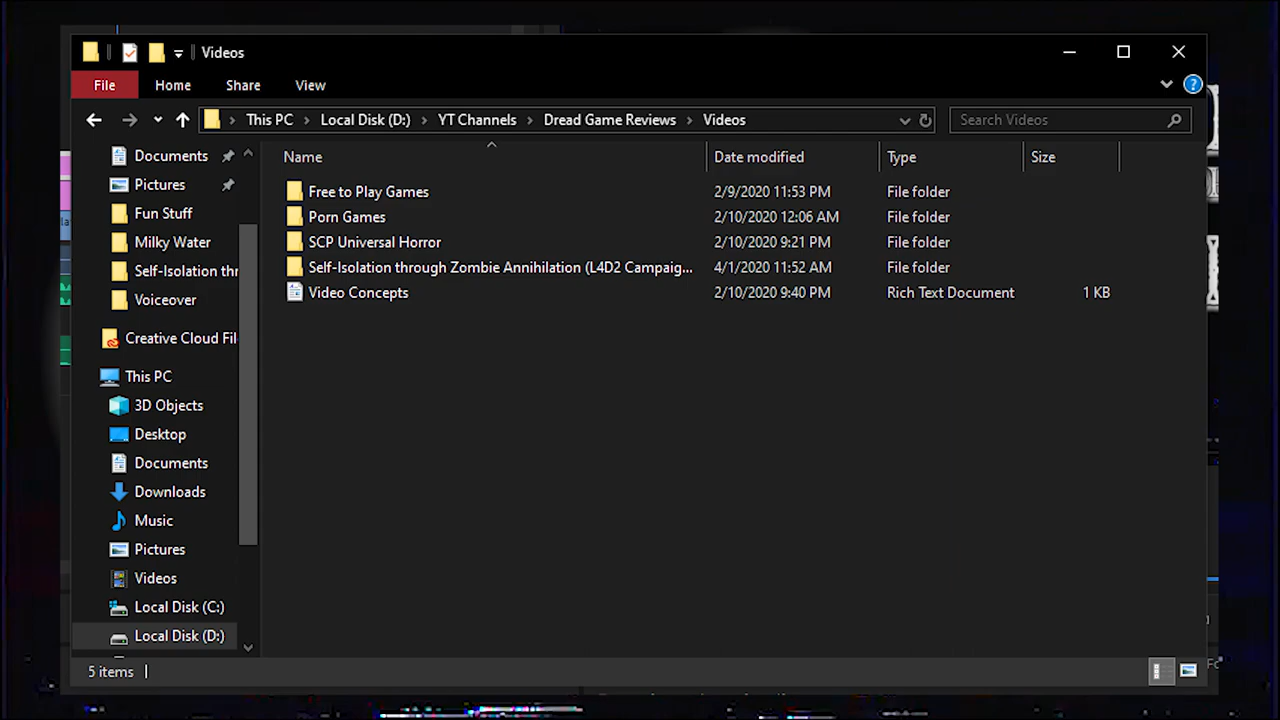 Videos
File Home Share View
This PC Local Disk (D:) YT Channels Dread Game Reviews Videos Search Videos
Name Date modified Type Size
Documents
Pictures
Fun Stuff
Milky Water
Self-Isolation thr
Voiceover
Creative Cloud Fil
This PC
3D Objects
Desktop
Documents
Downloads
Music
Pictures
Videos
Local Disk (C:)
Local Disk (D:)
Free to Play Games 2/9/2020 11:53 PM File folder
Porn Games 2/10/2020 12:06 AM File folder
SCP Universal Horror 2/10/2020 9:21 PM File folder
Self-Isolation through Zombie Annihilation (L4D2 Campaig... 4/1/2020 11:52 AM File folder
Video Concepts 2/10/2020 9:40 PM Rich Text Document 1 KB
5 items